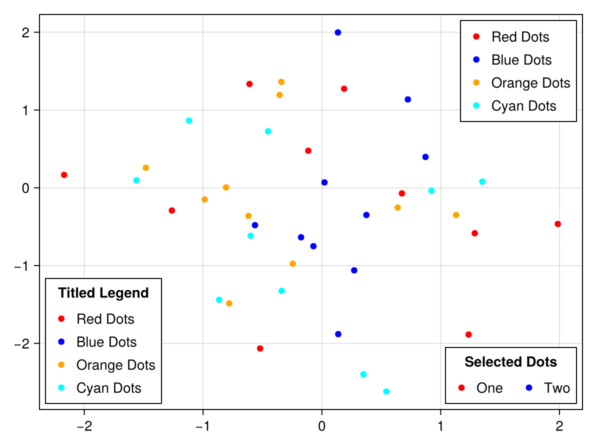 2
1
0
−1
−2
Red Dots
Blue Dots
Orange Dots
Cyan Dots
Titled Legend
Red Dots
Blue Dots
Orange Dots
Cyan Dots
Selected Dots
One Two
−2 −1 0 1 2